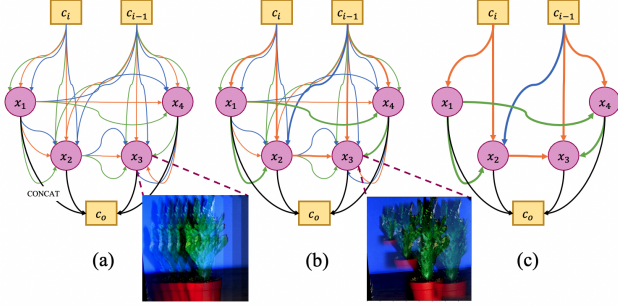 c_i c_{i-1} c_i c_{i-1} c_i c_{i-1}
x_1 x_4 x_1 x_4 x_1 x_4
x_2 x_3 x_2 x_3 x_2 x_3
CONCAT
c_o c_o c_o
(a) (b) (c)